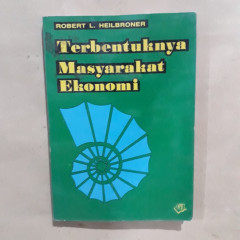 ROBERT L. HEILBRONER
Terbentuknya
Masyarakat
Ekonomi